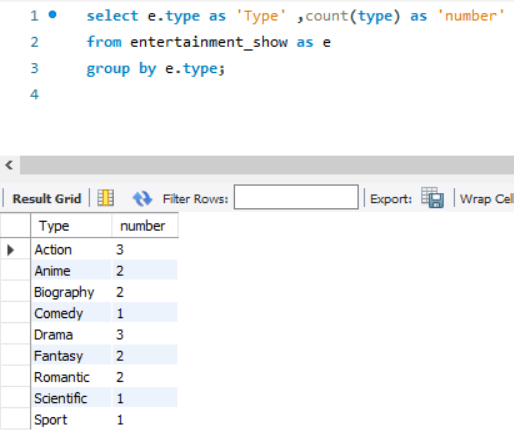 1 select e.type as 'Type' ,count(type) as 'number'
2 from entertainment_show as e
3 group by e.type;
4
Result Grid Filter Rows: Export: Wrap Cel
Type number
Action 3
Anime 2
Biography 2
Comedy 1
Drama 3
Fantasy 2
Romantic 2
Scientific 1
Sport 1